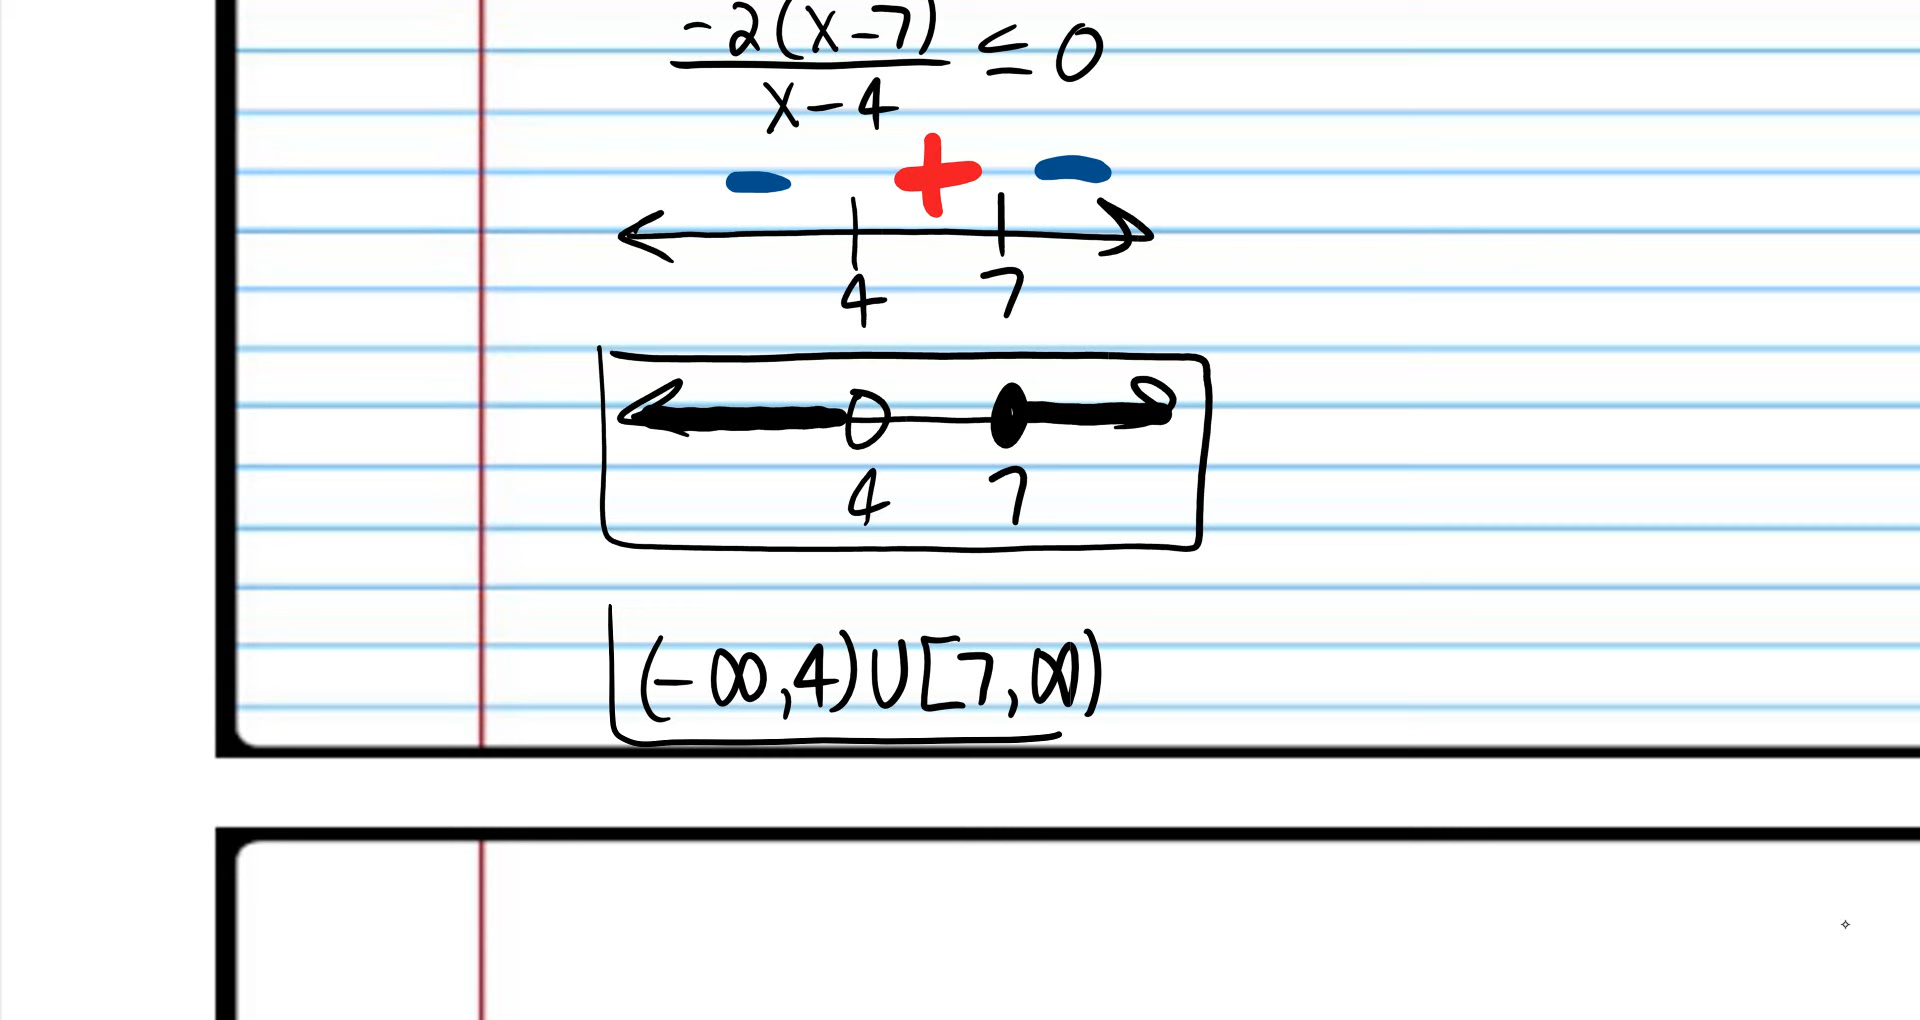 -2(x-7)
≤ 0
x-4
- + -
4 7
4 7
(-∞,4)∪[7,∞)